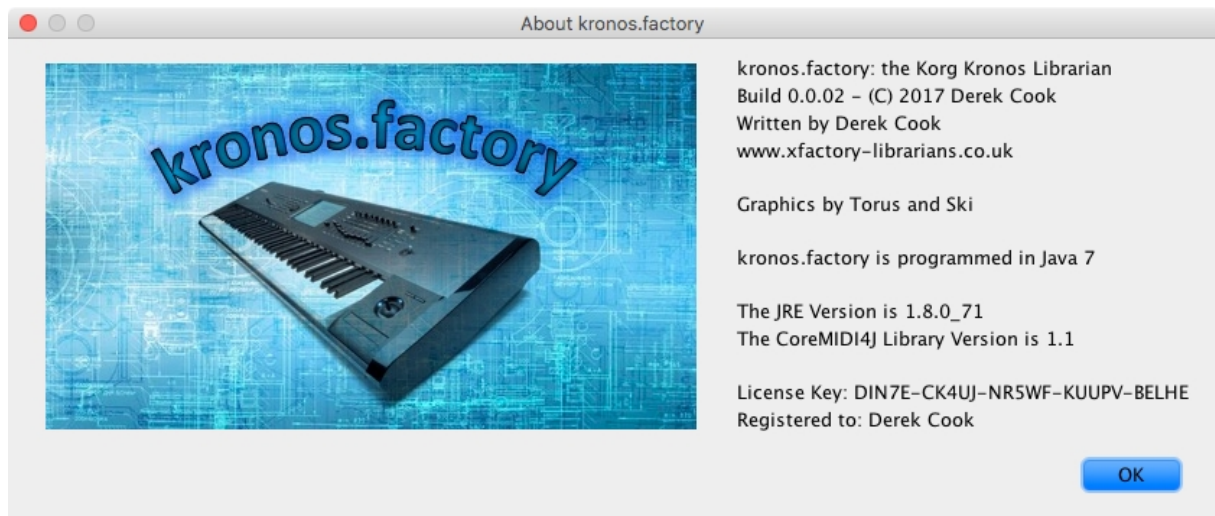 About kronos.factory
kronos.factory
kronos.factory: the Korg Kronos Librarian
Build 0.0.02 – (C) 2017 Derek Cook
Written by Derek Cook
www.xfactory-librarians.co.uk
Graphics by Torus and Ski
kronos.factory is programmed in Java 7
The JRE Version is 1.8.0_71
The CoreMIDI4J Library Version is 1.1
License Key: DIN7E-CK4UJ-NR5WF-KUUPV-BELHE
Registered to: Derek Cook
OK